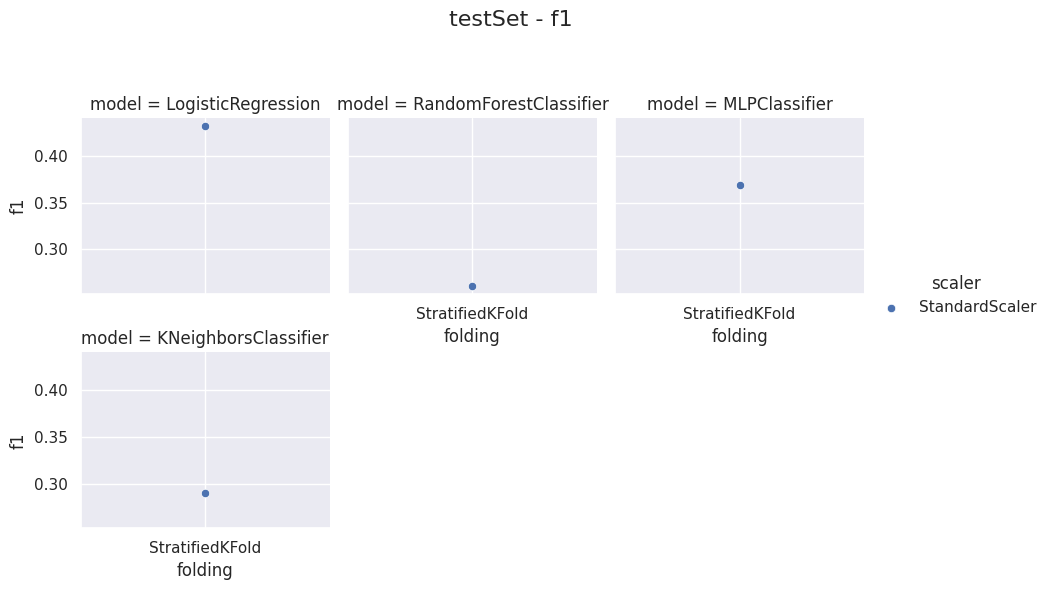 testSet - f1
model = LogisticRegression
model = RandomForestClassifier
model = MLPClassifier
0.40
0.35
0.30
f1
StratifiedKFold
folding
StratifiedKFold
folding
scaler
StandardScaler
model = KNeighborsClassifier
0.40
0.35
0.30
f1
StratifiedKFold
folding